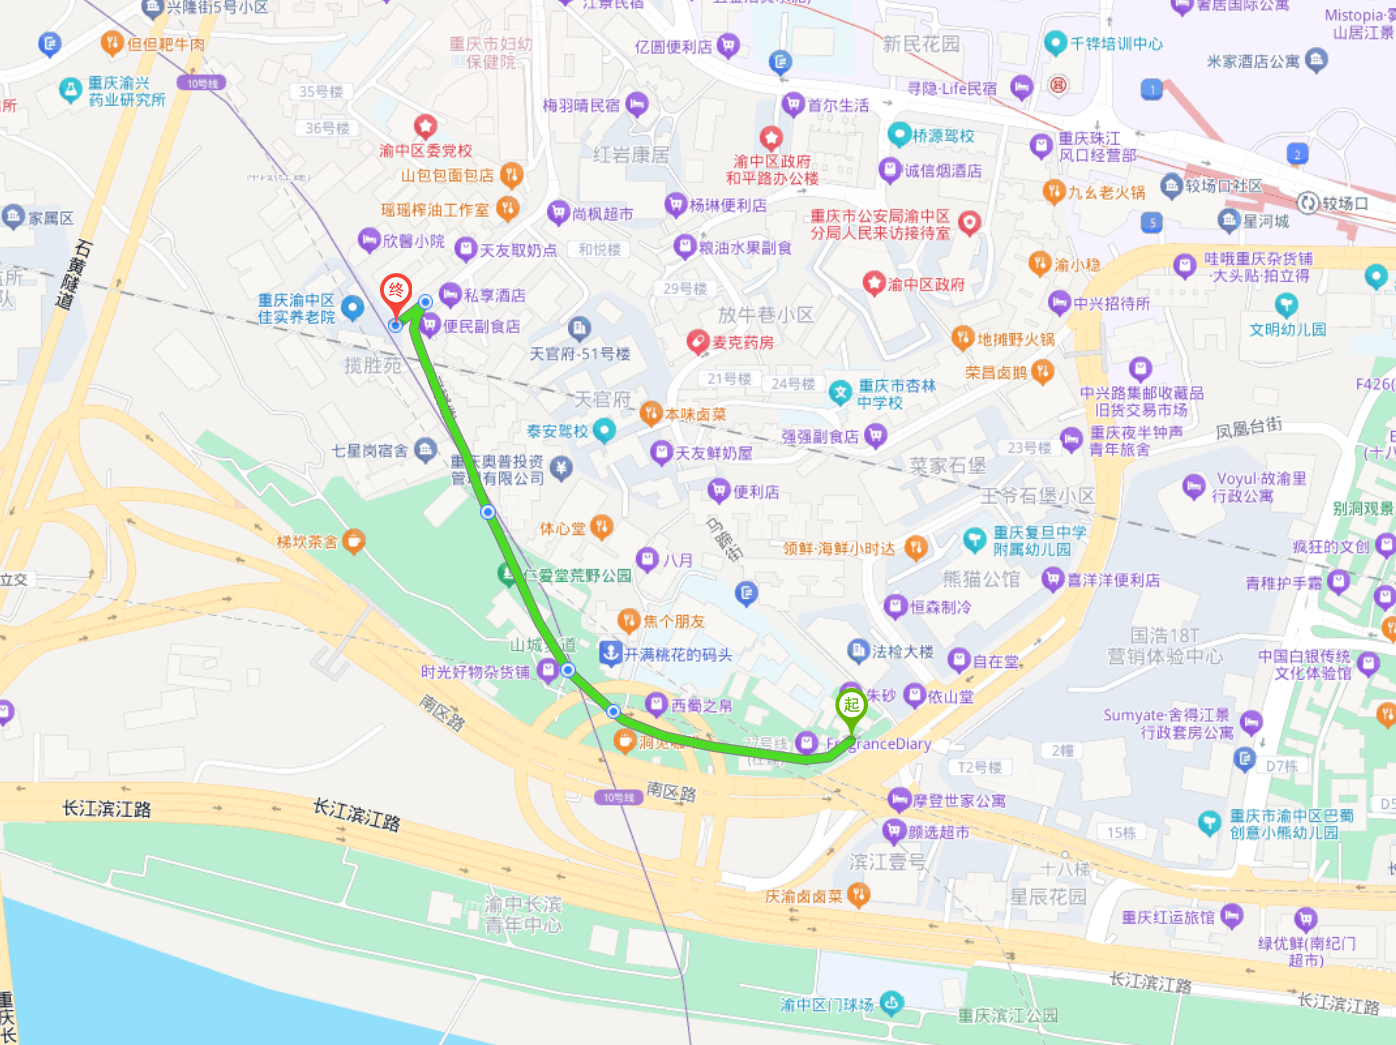 兴隆街5号小区
江景民宿
奢居国际公寓
Mistopia·雾
山居江景
但但耙牛肉
重庆市妇幼
保健院
亿圆便利店
新民花园
千铧培训中心
米家酒店公寓
10号线
重庆渝兴
药业研究所
35号楼
36号楼
梅羽晴民宿
首尔生活
寻隐·Life民宿
1
渝中区委党校
红岩康居
渝中区政府
和平路办公楼
桥源驾校
诚信烟酒店
重庆珠江
风口经营部
2
山包包面包店
瑶瑶榨油工作室
尚枫超市
杨琳便利店
九幺老火锅
较场口社区
较场口
家属区
石黄隧道
欣馨小院
天友取奶点
和悦楼
粮油水果副食
重庆市公安局渝中区
分局人民来访接待室
5
星河城
监所
队
重庆渝中区
佳实养老院
终
私享酒店
便民副食店
29号楼
放牛巷小区
渝中区政府
渝小稳
中兴招待所
哇哦重庆杂货铺
·大头贴·拍立得
文明幼儿园
揽胜苑
天官府-51号楼
麦克药房
地摊野火锅
荣昌卤鹅
中兴路集邮收藏品
旧货交易市场
天官府
21号楼
24号楼
重庆市杏林
中学校
F426(
七星岗宿舍
泰安驾校
本味卤菜
强强副食店
23号楼
重庆夜半钟声
青年旅舍
凤凰台街
重庆奥普投资
管理有限公司
天友鲜奶屋
菜家石堡
王爷石堡小区
Voyul·故渝里
行政公寓
便利店
别洞观景
梯坎茶舍
体心堂
马蹄街
领鲜·海鲜小时达
重庆复旦中学
附属幼儿园
疯狂的文创
立交
仁爱堂荒野公园
八月
熊猫公馆
喜洋洋便利店
青稚护手霜
恒森制冷
焦个朋友
山城步道
开满桃花的码头
法检大楼
自在堂
国浩18T
营销体验中心
中国白银传统
文化体验馆
时光好物杂货铺
西蜀之帛
朱砂
依山堂
起
南区路
27号线
FragranceDiary
Sumyate·舍得江景
行政套房公寓
2幢
T2号楼
D7栋
南区路
10号线
长江滨江路
长江滨江路
摩登世家公寓
颜选超市
15栋
重庆市渝中区巴蜀
创意小熊幼儿园
D5
滨江壹号
十八梯
庆渝卤卤菜
星辰花园
渝中长滨
青年中心
重庆红运旅馆
绿优鲜(南纪门
超市)
长江滨江路
长江滨江路
渝中区门球场
重庆滨江公园
重庆长